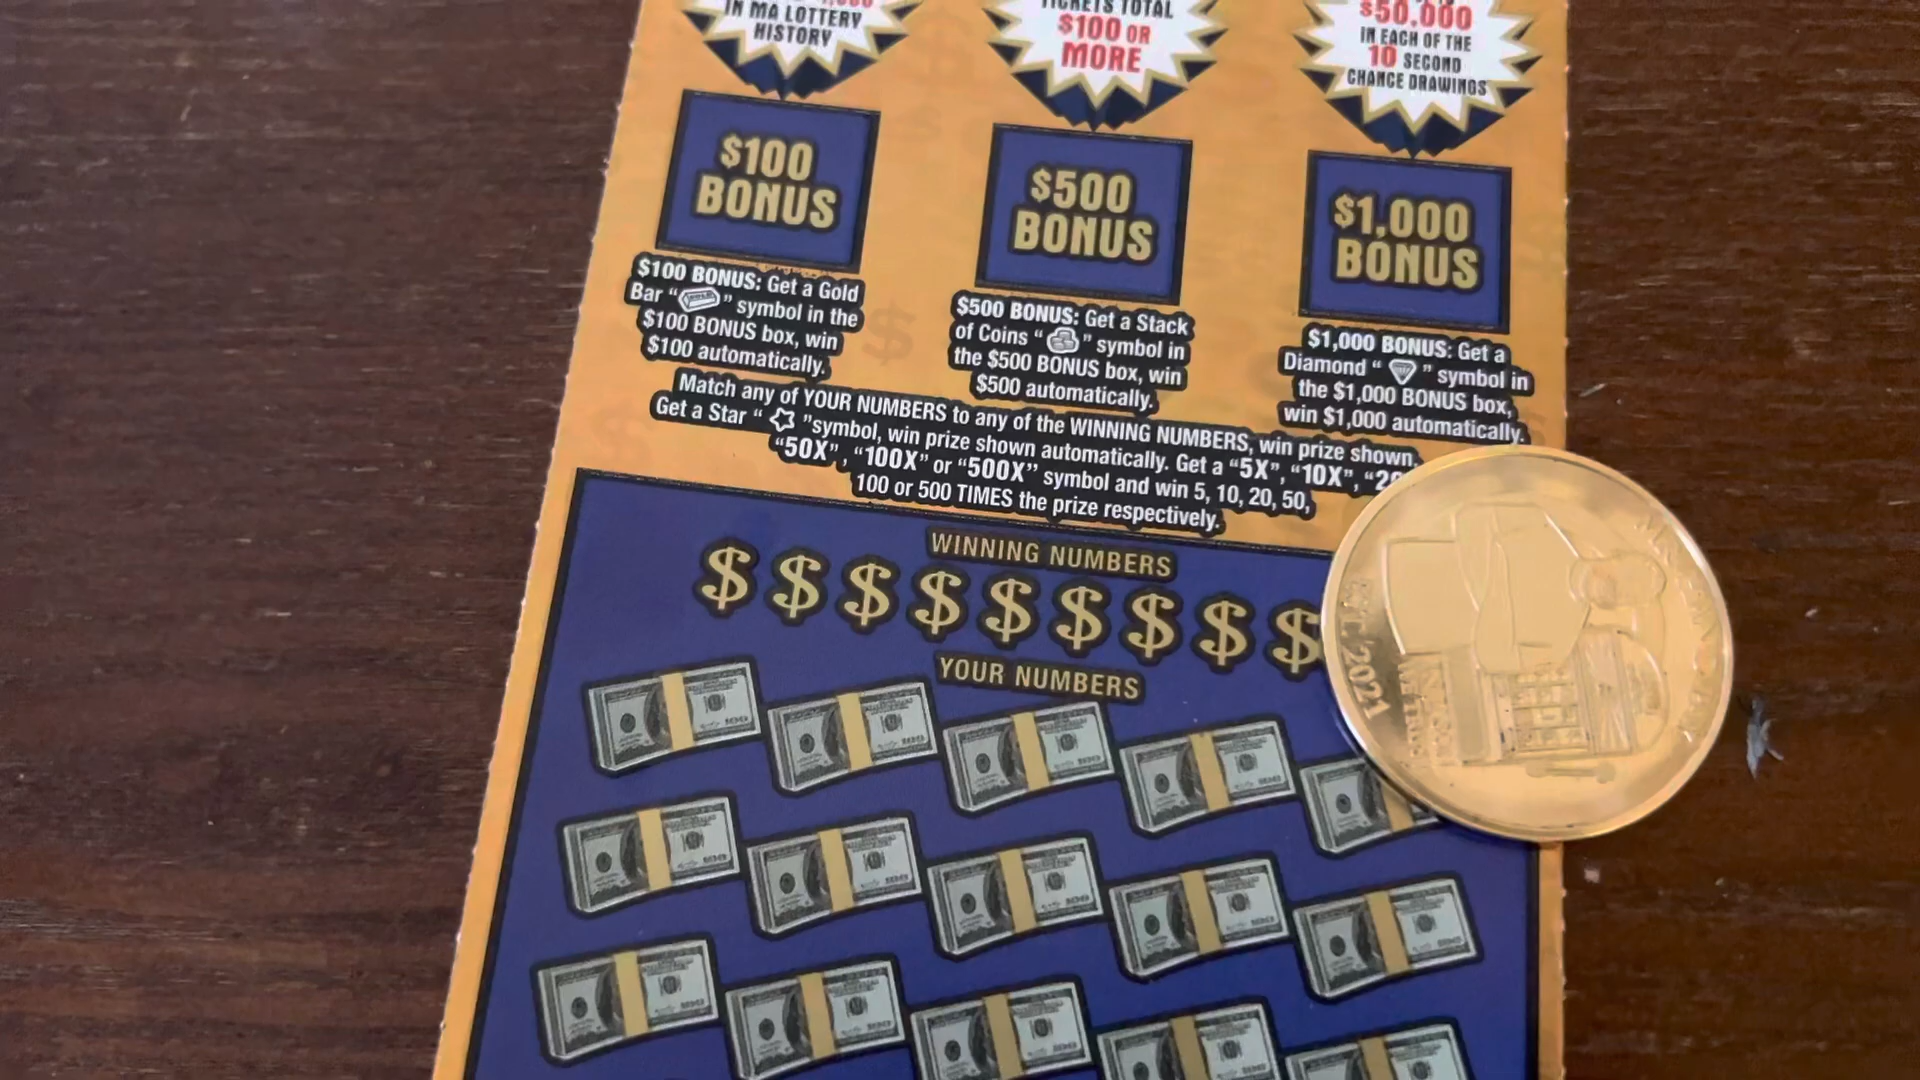 IN MA LOTTERY
HISTORY
TICKETS TOTAL
$100 OR
MORE
$50,000
IN EACH OF THE
10 SECOND
CHANCE DRAWINGS
$100
BONUS
$500
BONUS
$1,000
BONUS
$100 BONUS: Get a Gold
Bar “ ” symbol in the
$100 BONUS box, win
$100 automatically.
$500 BONUS: Get a Stack
of Coins “ ” symbol in
the $500 BONUS box, win
$500 automatically.
$1,000 BONUS: Get a
Diamond “ ” symbol in
the $1,000 BONUS box,
win $1,000 automatically.
Match any of YOUR NUMBERS to any of the WINNING NUMBERS, win prize shown.
Get a Star “ ”symbol, win prize shown automatically. Get a “5X”, “10X”,
“50X”, “100X” or “500X” symbol and win 5, 10, 20, 50,
100 or 500 TIMES the prize respectively.
WINNING NUMBERS
$ $ $ $ $ $ $ $ $
YOUR NUMBERS
EST. 2021